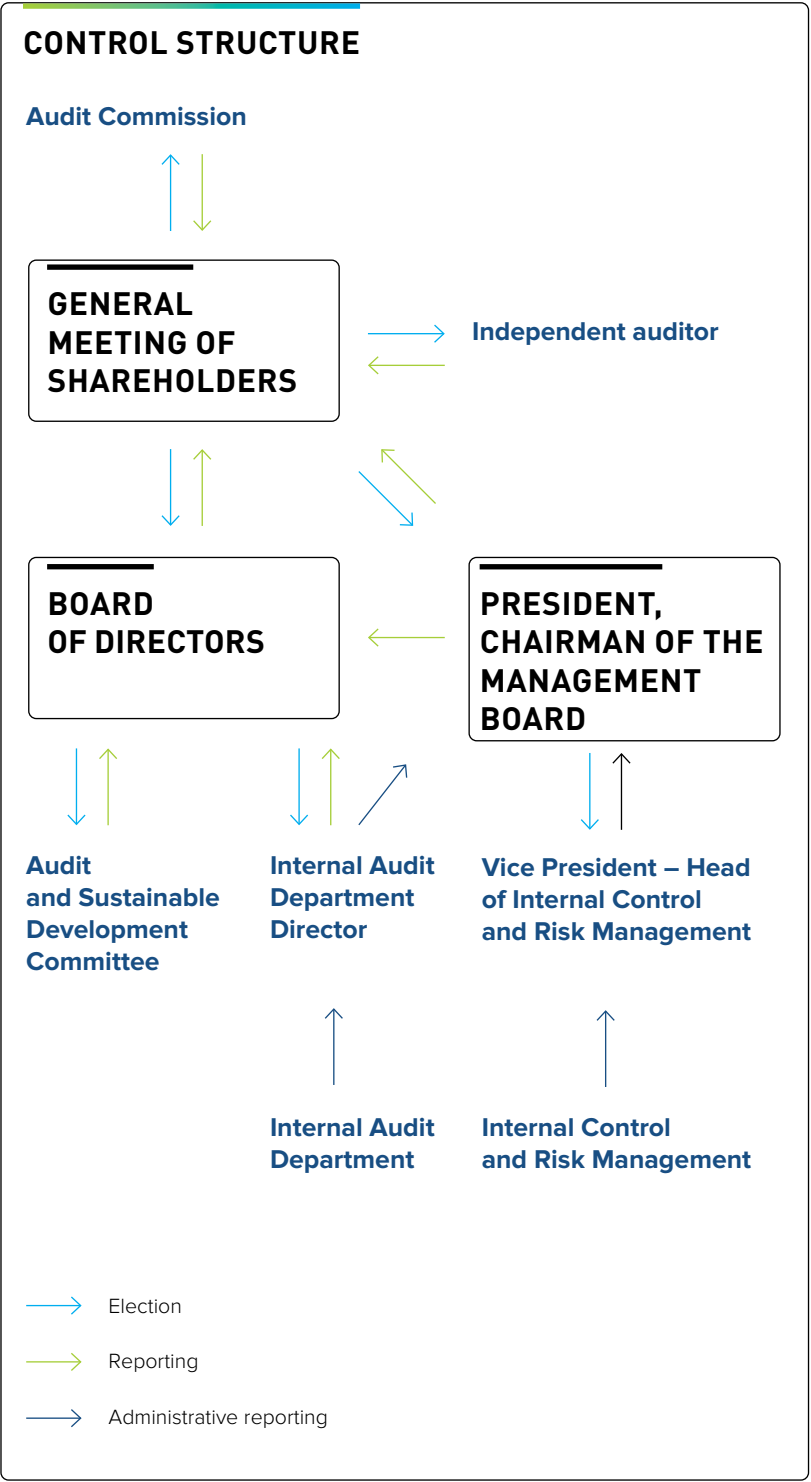 CONTROL STRUCTURE
Audit Commission
GENERAL
MEETING OF
SHAREHOLDERS
Independent auditor
BOARD
OF DIRECTORS
PRESIDENT,
CHAIRMAN OF THE
MANAGEMENT
BOARD
Audit
and Sustainable
Development
Committee
Internal Audit
Department
Director
Vice President – Head
of Internal Control
and Risk Management
Internal Audit
Department
Internal Control
and Risk Management
Election
Reporting
Administrative reporting